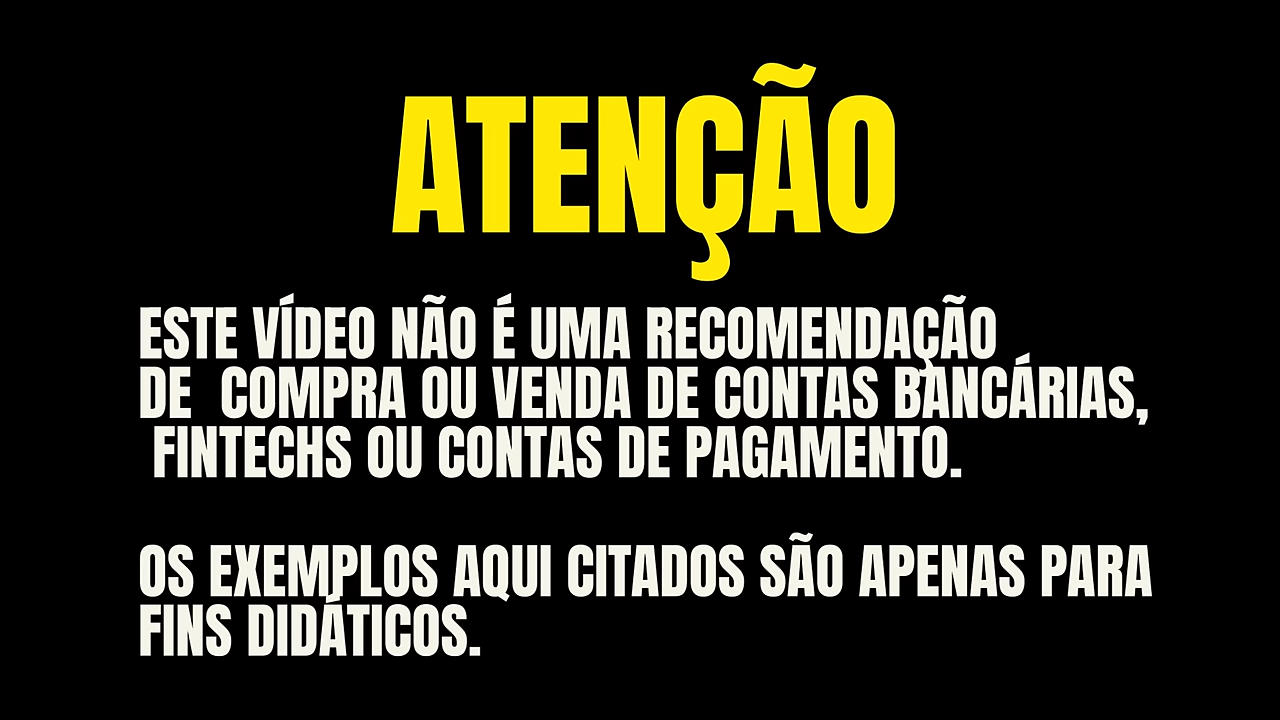 ATENÇÃO
ESTE VÍDEO NÃO É UMA RECOMENDAÇÃO
DE COMPRA OU VENDA DE CONTAS BANCÁRIAS,
FINTECHS OU CONTAS DE PAGAMENTO.
OS EXEMPLOS AQUI CITADOS SÃO APENAS PARA
FINS DIDÁTICOS.